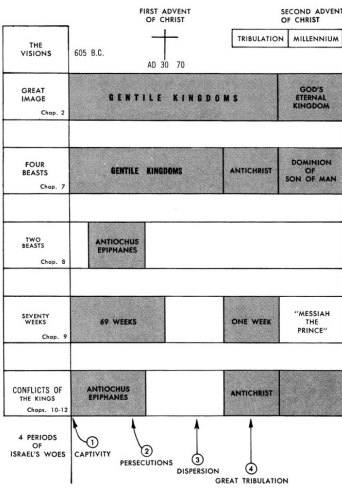 FIRST ADVENT
OF CHRIST
SECOND ADVENT
OF CHRIST
THE
VISIONS
605 B.C.
AD 30 70
TRIBULATION
MILLENNIUM
GREAT
IMAGE
Chap. 2
GENTILE KINGDOMS
GOD'S
ETERNAL
KINGDOM
FOUR
BEASTS
Chap. 7
GENTILE KINGDOMS
ANTICHRIST
DOMINION
OF
SON OF MAN
TWO
BEASTS
Chap. 8
ANTIOCHUS
EPIPHANES
SEVENTY
WEEKS
Chap. 9
69 WEEKS
ONE WEEK
"MESSIAH
THE
PRINCE"
CONFLICTS OF
THE KINGS
Chaps. 10-12
ANTIOCHUS
EPIPHANES
ANTICHRIST
4 PERIODS
OF
ISRAEL'S WOES
1
CAPTIVITY
2
PERSECUTIONS
3
DISPERSION
4
GREAT TRIBULATION